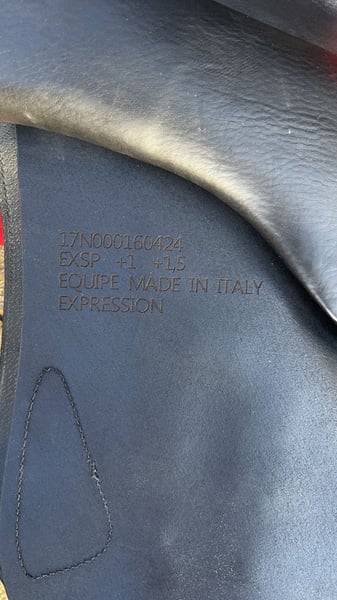 17N000160424
EXSP +1 +1,5
EQUIPE MADE IN ITALY
EXPRESSION